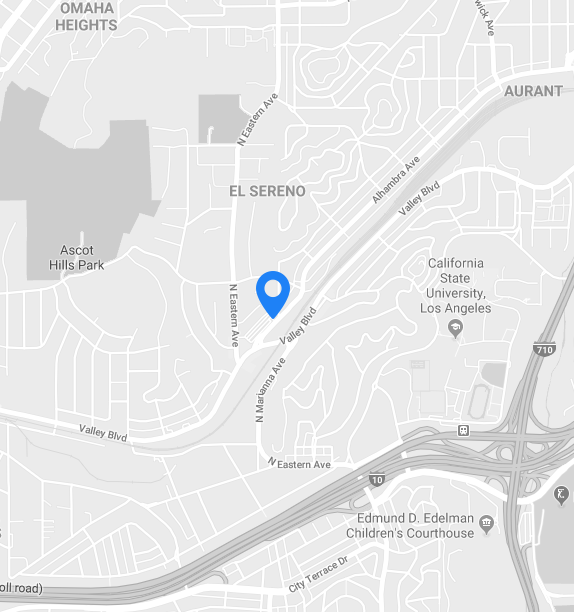 OMAHA
HEIGHTS
wick Ave
AURANT
N Eastern Ave
Alhambra Ave
Valley Blvd
EL SERENO
Ascot
Hills Park
California
State
University,
Los Angeles
N Eastern Ave
Valley Blvd
710
N Marianna Ave
Valley Blvd
N Eastern Ave
10
Edmund D. Edelman
Children's Courthouse
City Terrace Dr
oll road)